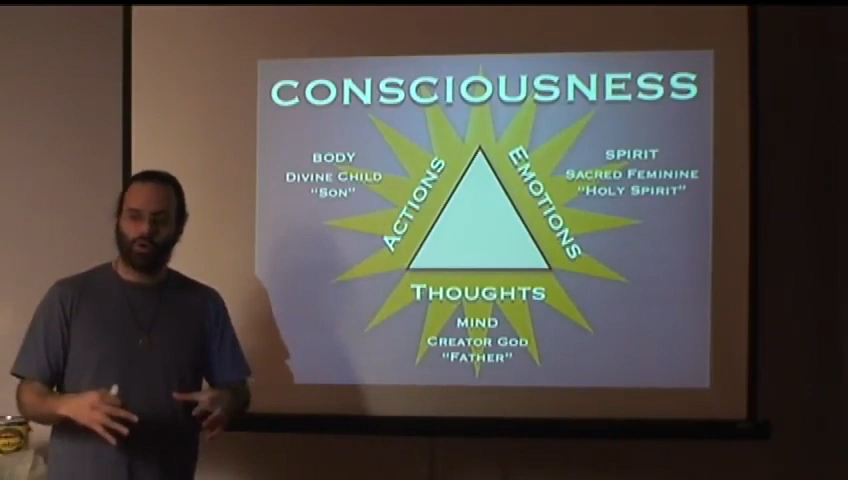 CONSCIOUSNESS
BODY
DIVINE CHILD
"SON"
ACTIONS
EMOTIONS
SPIRIT
SACRED FEMININE
"HOLY SPIRIT"
THOUGHTS
MIND
CREATOR GOD
"FATHER"